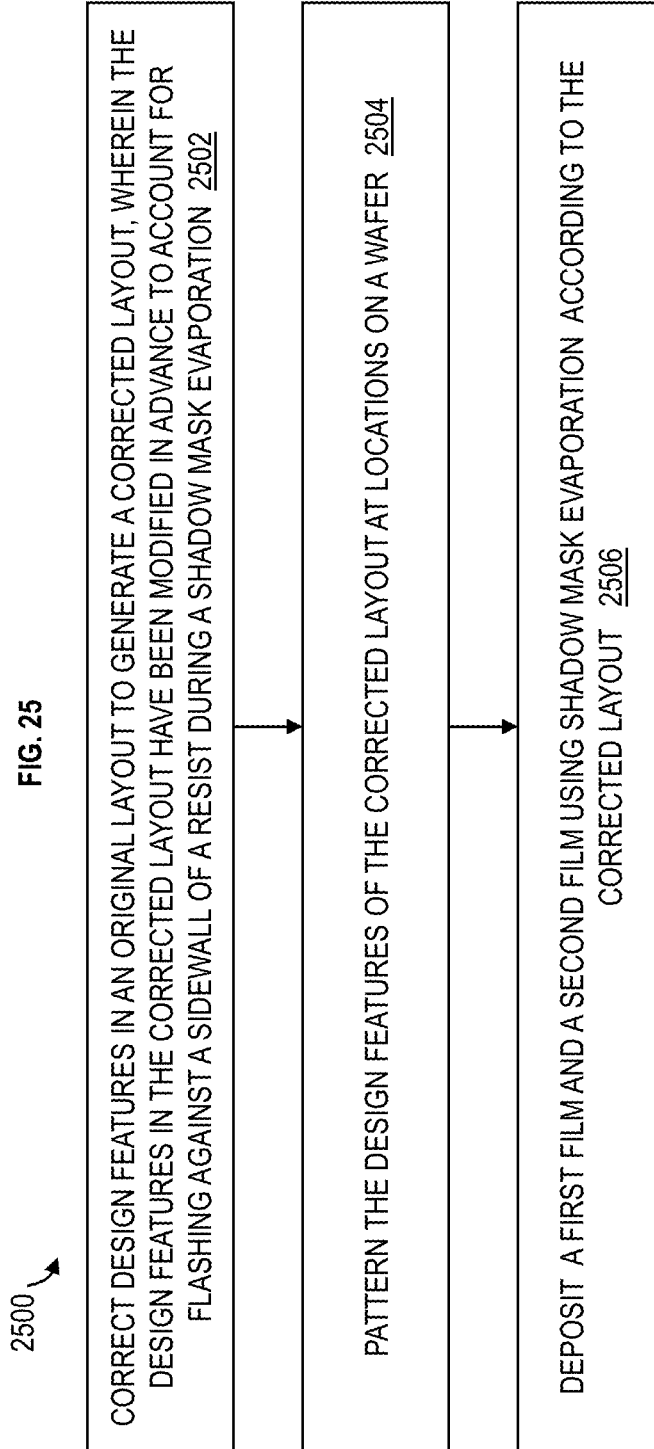 FIG. 25
2500
CORRECT DESIGN FEATURES IN AN ORIGINAL LAYOUT TO GENERATE A CORRECTED LAYOUT, WHEREIN THE
DESIGN FEATURES IN THE CORRECTED LAYOUT HAVE BEEN MODIFIED IN ADVANCE TO ACCOUNT FOR
FLASHING AGAINST A SIDEWALL OF A RESIST DURING A SHADOW MASK EVAPORATION 2502
PATTERN THE DESIGN FEATURES OF THE CORRECTED LAYOUT AT LOCATIONS ON A WAFER 2504
DEPOSIT A FIRST FILM AND A SECOND FILM USING SHADOW MASK EVAPORATION ACCORDING TO THE
CORRECTED LAYOUT 2506